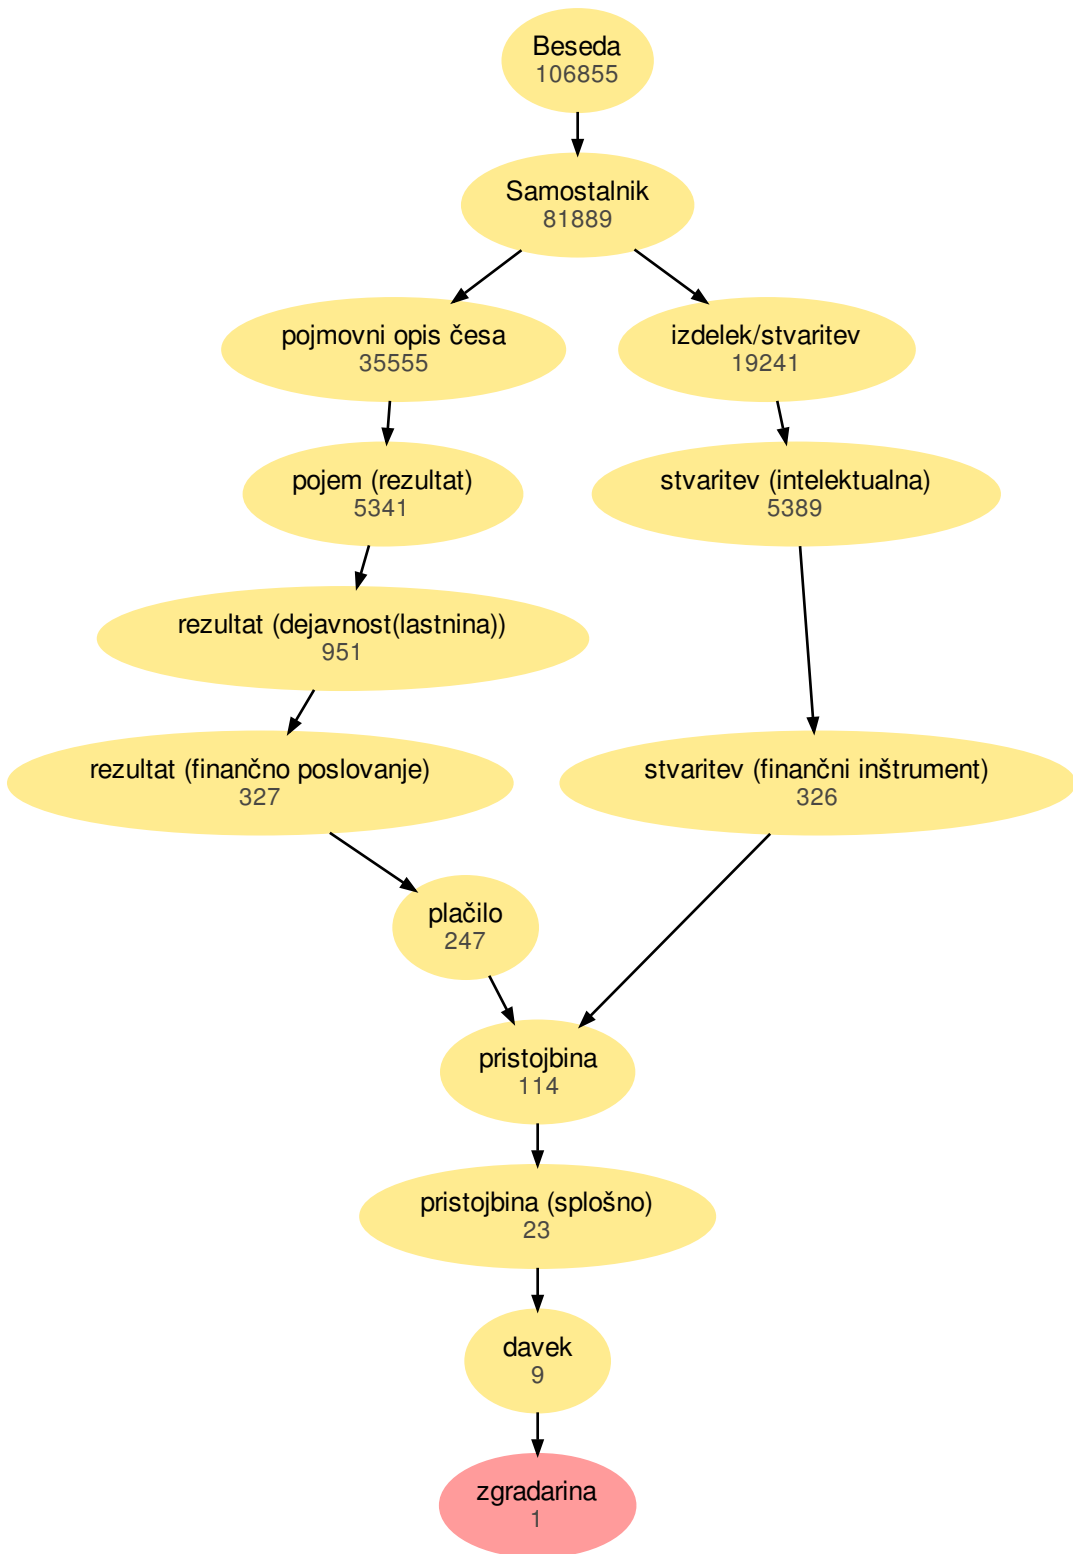 Beseda
106855
Samostalnik
81889
pojmovni opis česa
35555
izdelek/stvaritev
19241
pojem (rezultat)
5341
stvaritev (intelektualna)
5389
rezultat (dejavnost(lastnina))
951
rezultat (finančno poslovanje)
327
stvaritev (finančni inštrument)
326
plačilo
247
pristojbina
114
pristojbina (splošno)
23
davek
9
zgradarina
1